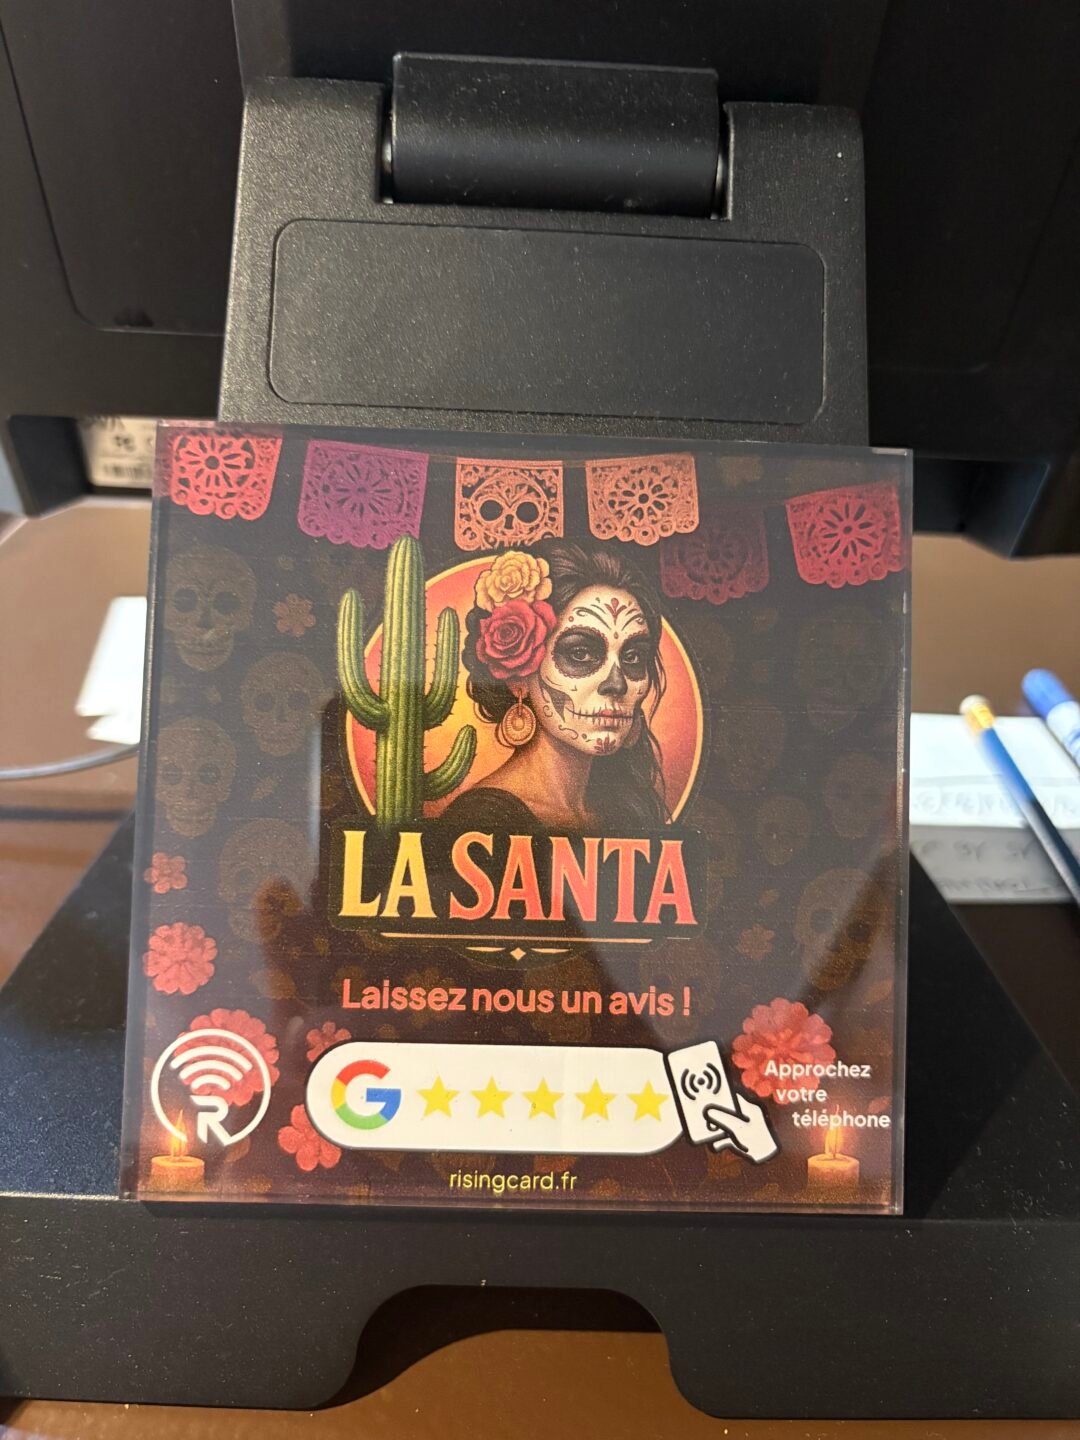 LA SANTA
Laissez nous un avis !
G
Approchez
votre
téléphone
R
risingcard.fr